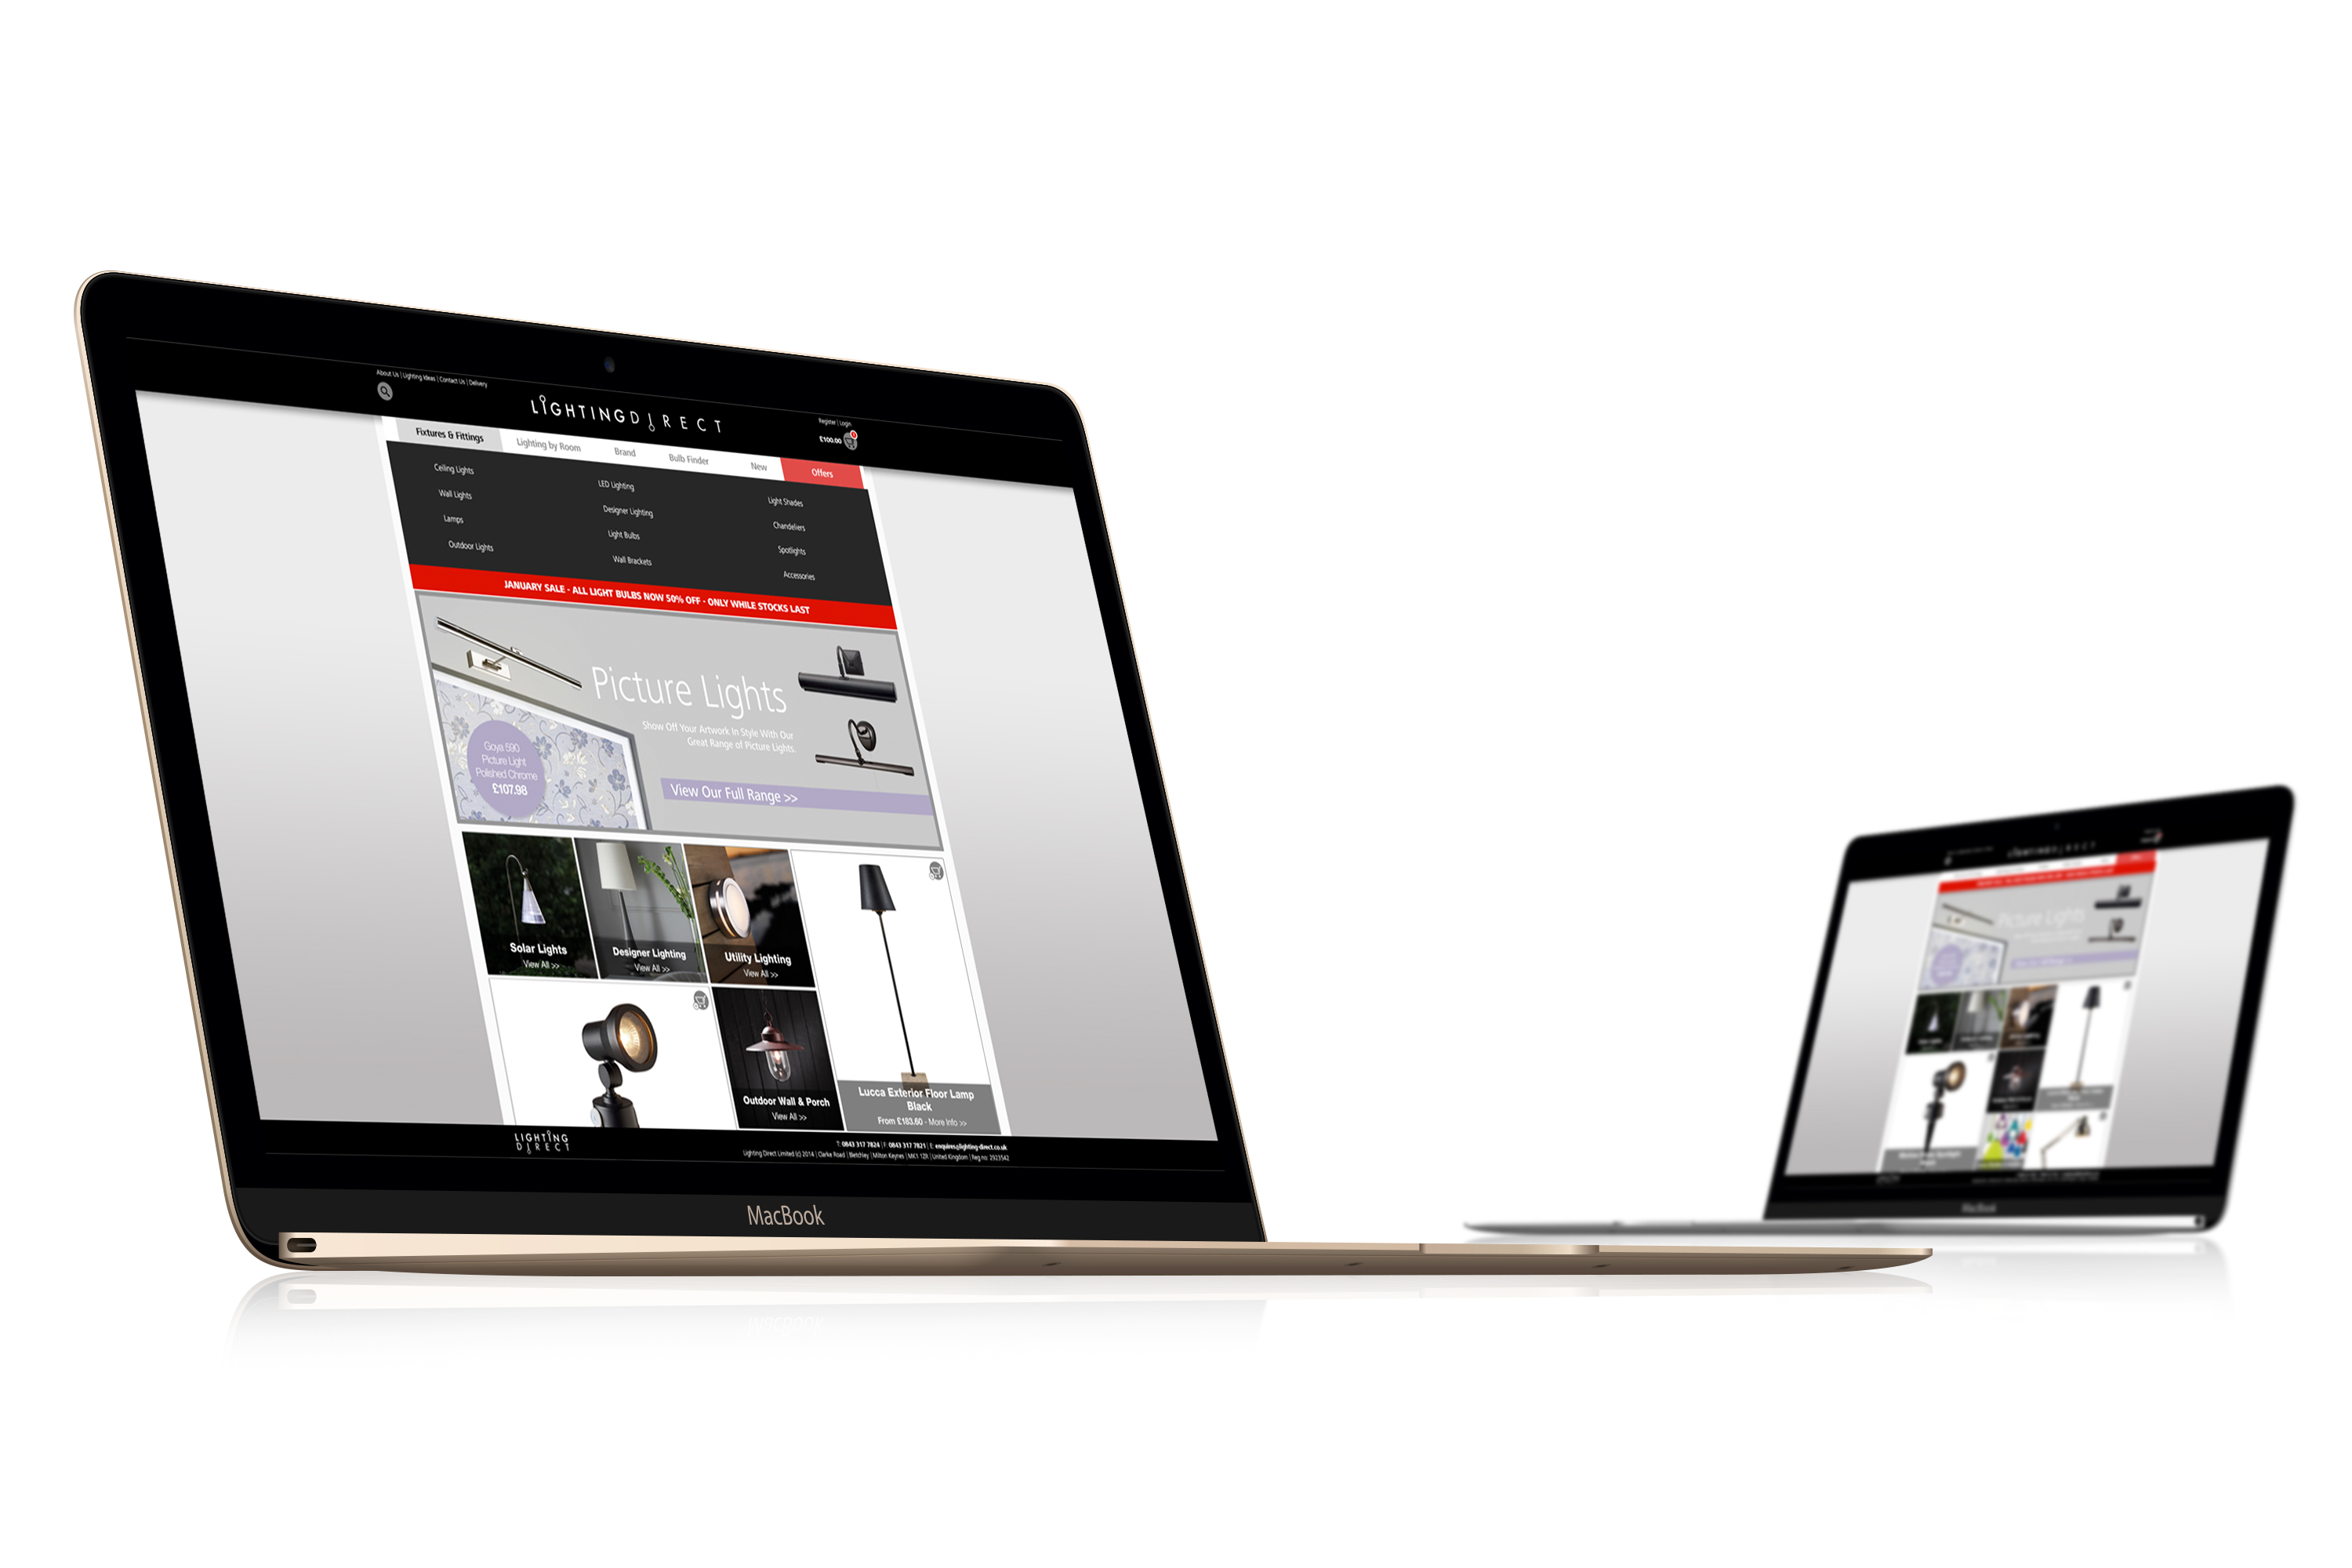 About Us | Lighting Ideas | Contact Us | Delivery
LIGHTINGDIRECT
Register | Login
£100.00
Fixtures & Fittings
Lighting by Room
Brand
Bulb Finder
New
Offers
Ceiling Lights
Wall Lights
Lamps
Outdoor Lights
LED Lighting
Designer Lighting
Light Bulbs
Wall Brackets
Light Shades
Chandeliers
Spotlights
Accessories
JANUARY SALE - ALL LIGHT BULBS NOW 50% OFF - ONLY WHILE STOCKS LAST
Picture Lights
Show Off Your Artwork In Style With Our
Great Range of Picture Lights.
Goya 590
Picture Light
Polished Chrome
£107.98
View Our Full Range >>
Solar Lights
View All >>
Designer Lighting
View All >>
Utility Lighting
View All >>
Outdoor Wall & Porch
View All >>
Lucca Exterior Floor Lamp
Black
From £183.60 - More Info >>
LIGHTING
DIRECT
T: 0843 317 7824 | F: 0843 317 7821 | E: enquires@lighting-direct.co.uk
Lighting Direct Limited (c) 2014 | Clarke Road | Bletchley | Milton Keynes | MK1 1ZR | United Kingdom | Reg no: 2923542
MacBook
Picture Lights
MacBook